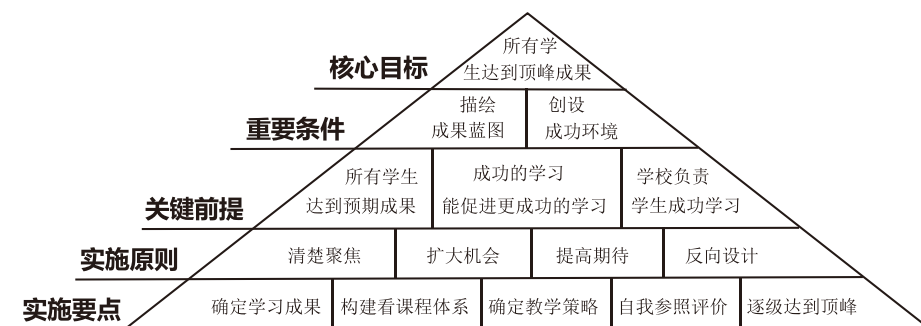 所有学
核心目标 生达到顶峰成果
描绘 创设
重要条件 成果蓝图 成功环境
所有学生 成功的学习 学校负责
关键前提 达到预期成果 能促进更成功的学习 学生成功学习
实施原则 清楚聚焦 扩大机会 提高期待 反向设计
实施要点 确定学习成果 构建看课程体系 确定教学策略 自我参照评价 逐级达到顶峰